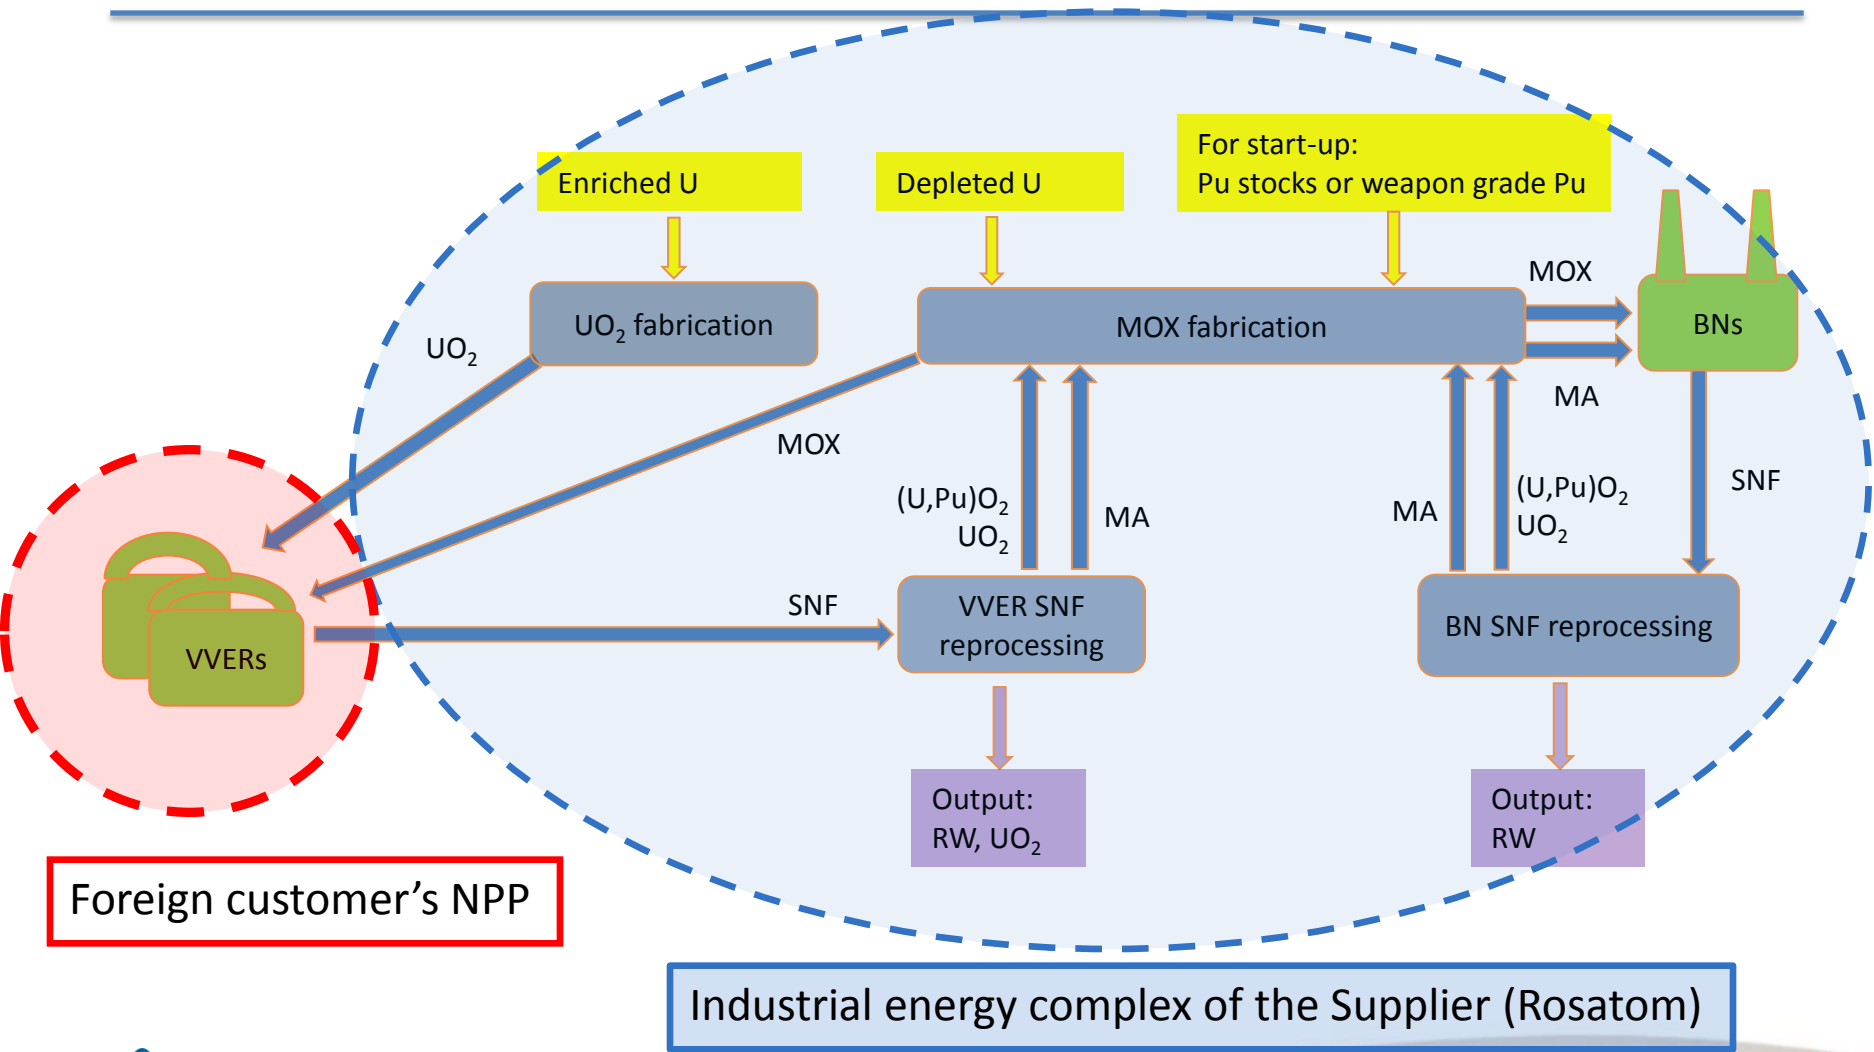 Enriched U
Depleted U
For start-up:
Pu stocks or weapon grade Pu
MOX
UO₂ fabrication
MOX fabrication
BNs
UO₂
MA
MOX
(U,Pu)O₂
UO₂
MA
MA
(U,Pu)O₂
UO₂
SNF
SNF
VVER SNF
reprocessing
BN SNF reprocessing
VVERs
Output:
RW, UO₂
Output:
RW
Foreign customer’s NPP
Industrial energy complex of the Supplier (Rosatom)